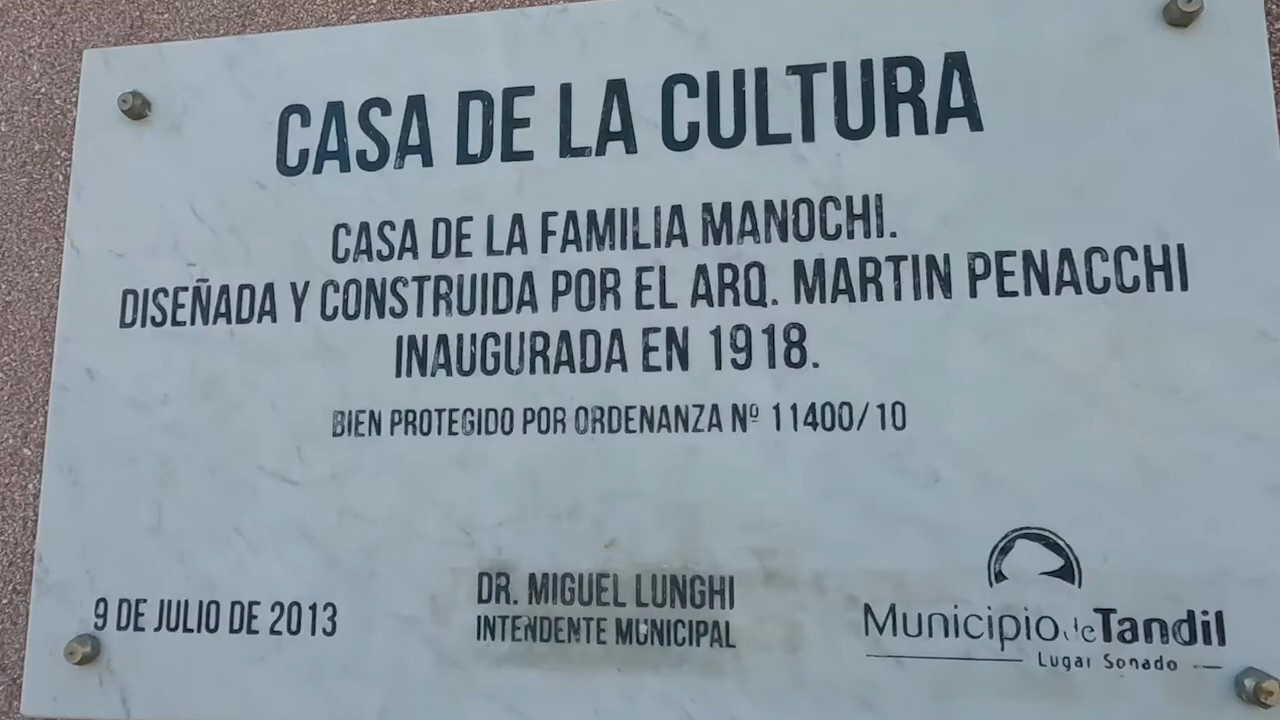 CASA DE LA CULTURA
CASA DE LA FAMILIA MANOCHI.
DISEÑADA Y CONSTRUIDA POR EL ARQ. MARTIN PENACCHI
INAUGURADA EN 1918.
BIEN PROTEGIDO POR ORDENANZA Nº 11400/10
9 DE JULIO DE 2013
DR. MIGUEL LUNGHI
INTENDENTE MUNICIPAL
Municipio de Tandil
Lugar Sonado